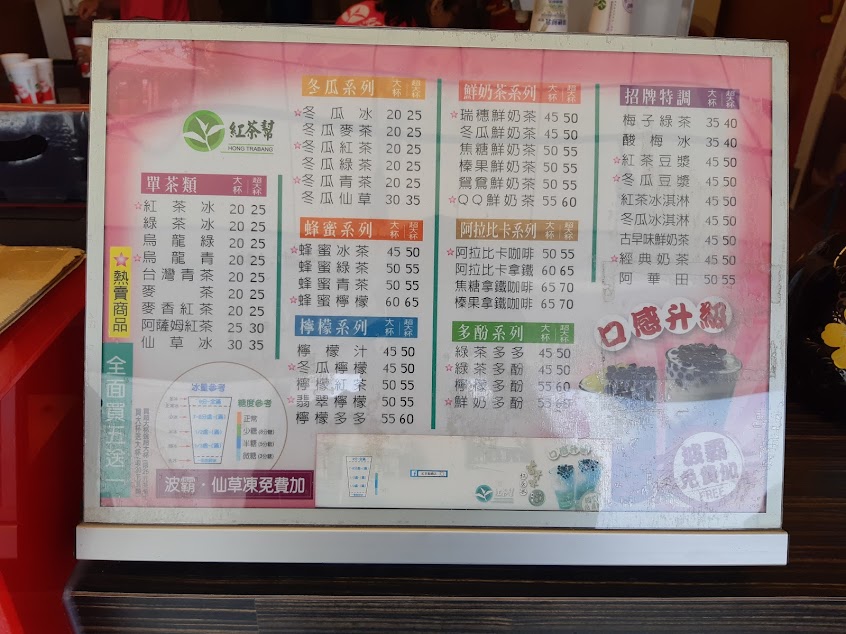 紅茶幫
HONG TRABANG
單茶類 大杯 超大杯
☆紅茶冰 20 25
綠茶冰 20 25
烏龍綠 20 25
☆烏龍青 20 25
台灣青茶 20 25
麥茶 20 25
麥香紅茶 20 25
阿薩姆紅茶 25 30
仙草冰 30 35
冬瓜系列 大杯 超大杯
☆冬瓜冰 20 25
冬瓜麥茶 20 25
☆冬瓜紅茶 20 25
冬瓜綠茶 20 25
☆冬瓜青茶 20 25
冬瓜仙草 30 35
蜂蜜系列 大杯 超大杯
☆蜂蜜冰茶 45 50
蜂蜜綠茶 50 55
蜂蜜青茶 50 55
☆蜂蜜檸檬 60 65
檸檬系列 大杯 超大杯
檸檬汁 45 50
☆冬瓜檸檬 45 50
檸檬紅茶 50 55
☆翡翠檸檬 50 55
檸檬多多 55 60
鮮奶茶系列 大杯 超大杯
☆瑞穗鮮奶茶 45 50
冬瓜鮮奶茶 45 50
焦糖鮮奶茶 50 55
榛果鮮奶茶 50 55
鴛鴦鮮奶茶 50 55
☆QQ鮮奶茶 50 55
阿拉比卡系列 大杯 超大杯
☆阿拉比卡咖啡 50 55
阿拉比卡拿鐵 60 65
焦糖拿鐵咖啡 65 70
榛果拿鐵咖啡 65 70
多酚系列 大杯 超大杯
綠茶多多 45 50
☆綠茶多酚 45 50
檸檬多酚 55 60
☆鮮奶多酚 55 60
招牌特調 大杯 超大杯
梅子綠茶 35 40
酸梅冰 35 40
☆紅茶豆漿 45 50
☆冬瓜豆漿 45 50
紅茶冰淇淋 45 50
冬瓜冰淇淋 45 50
古早味鮮奶茶 45 50
☆經典奶茶 45 50
阿華田 50 55
☆熱賣商品
全面買五送一
冰量參考
糖度參考
正常
少糖
半糖
微糖
波霸・仙草凍免費加
口感升級
波霸
免費加
FREE